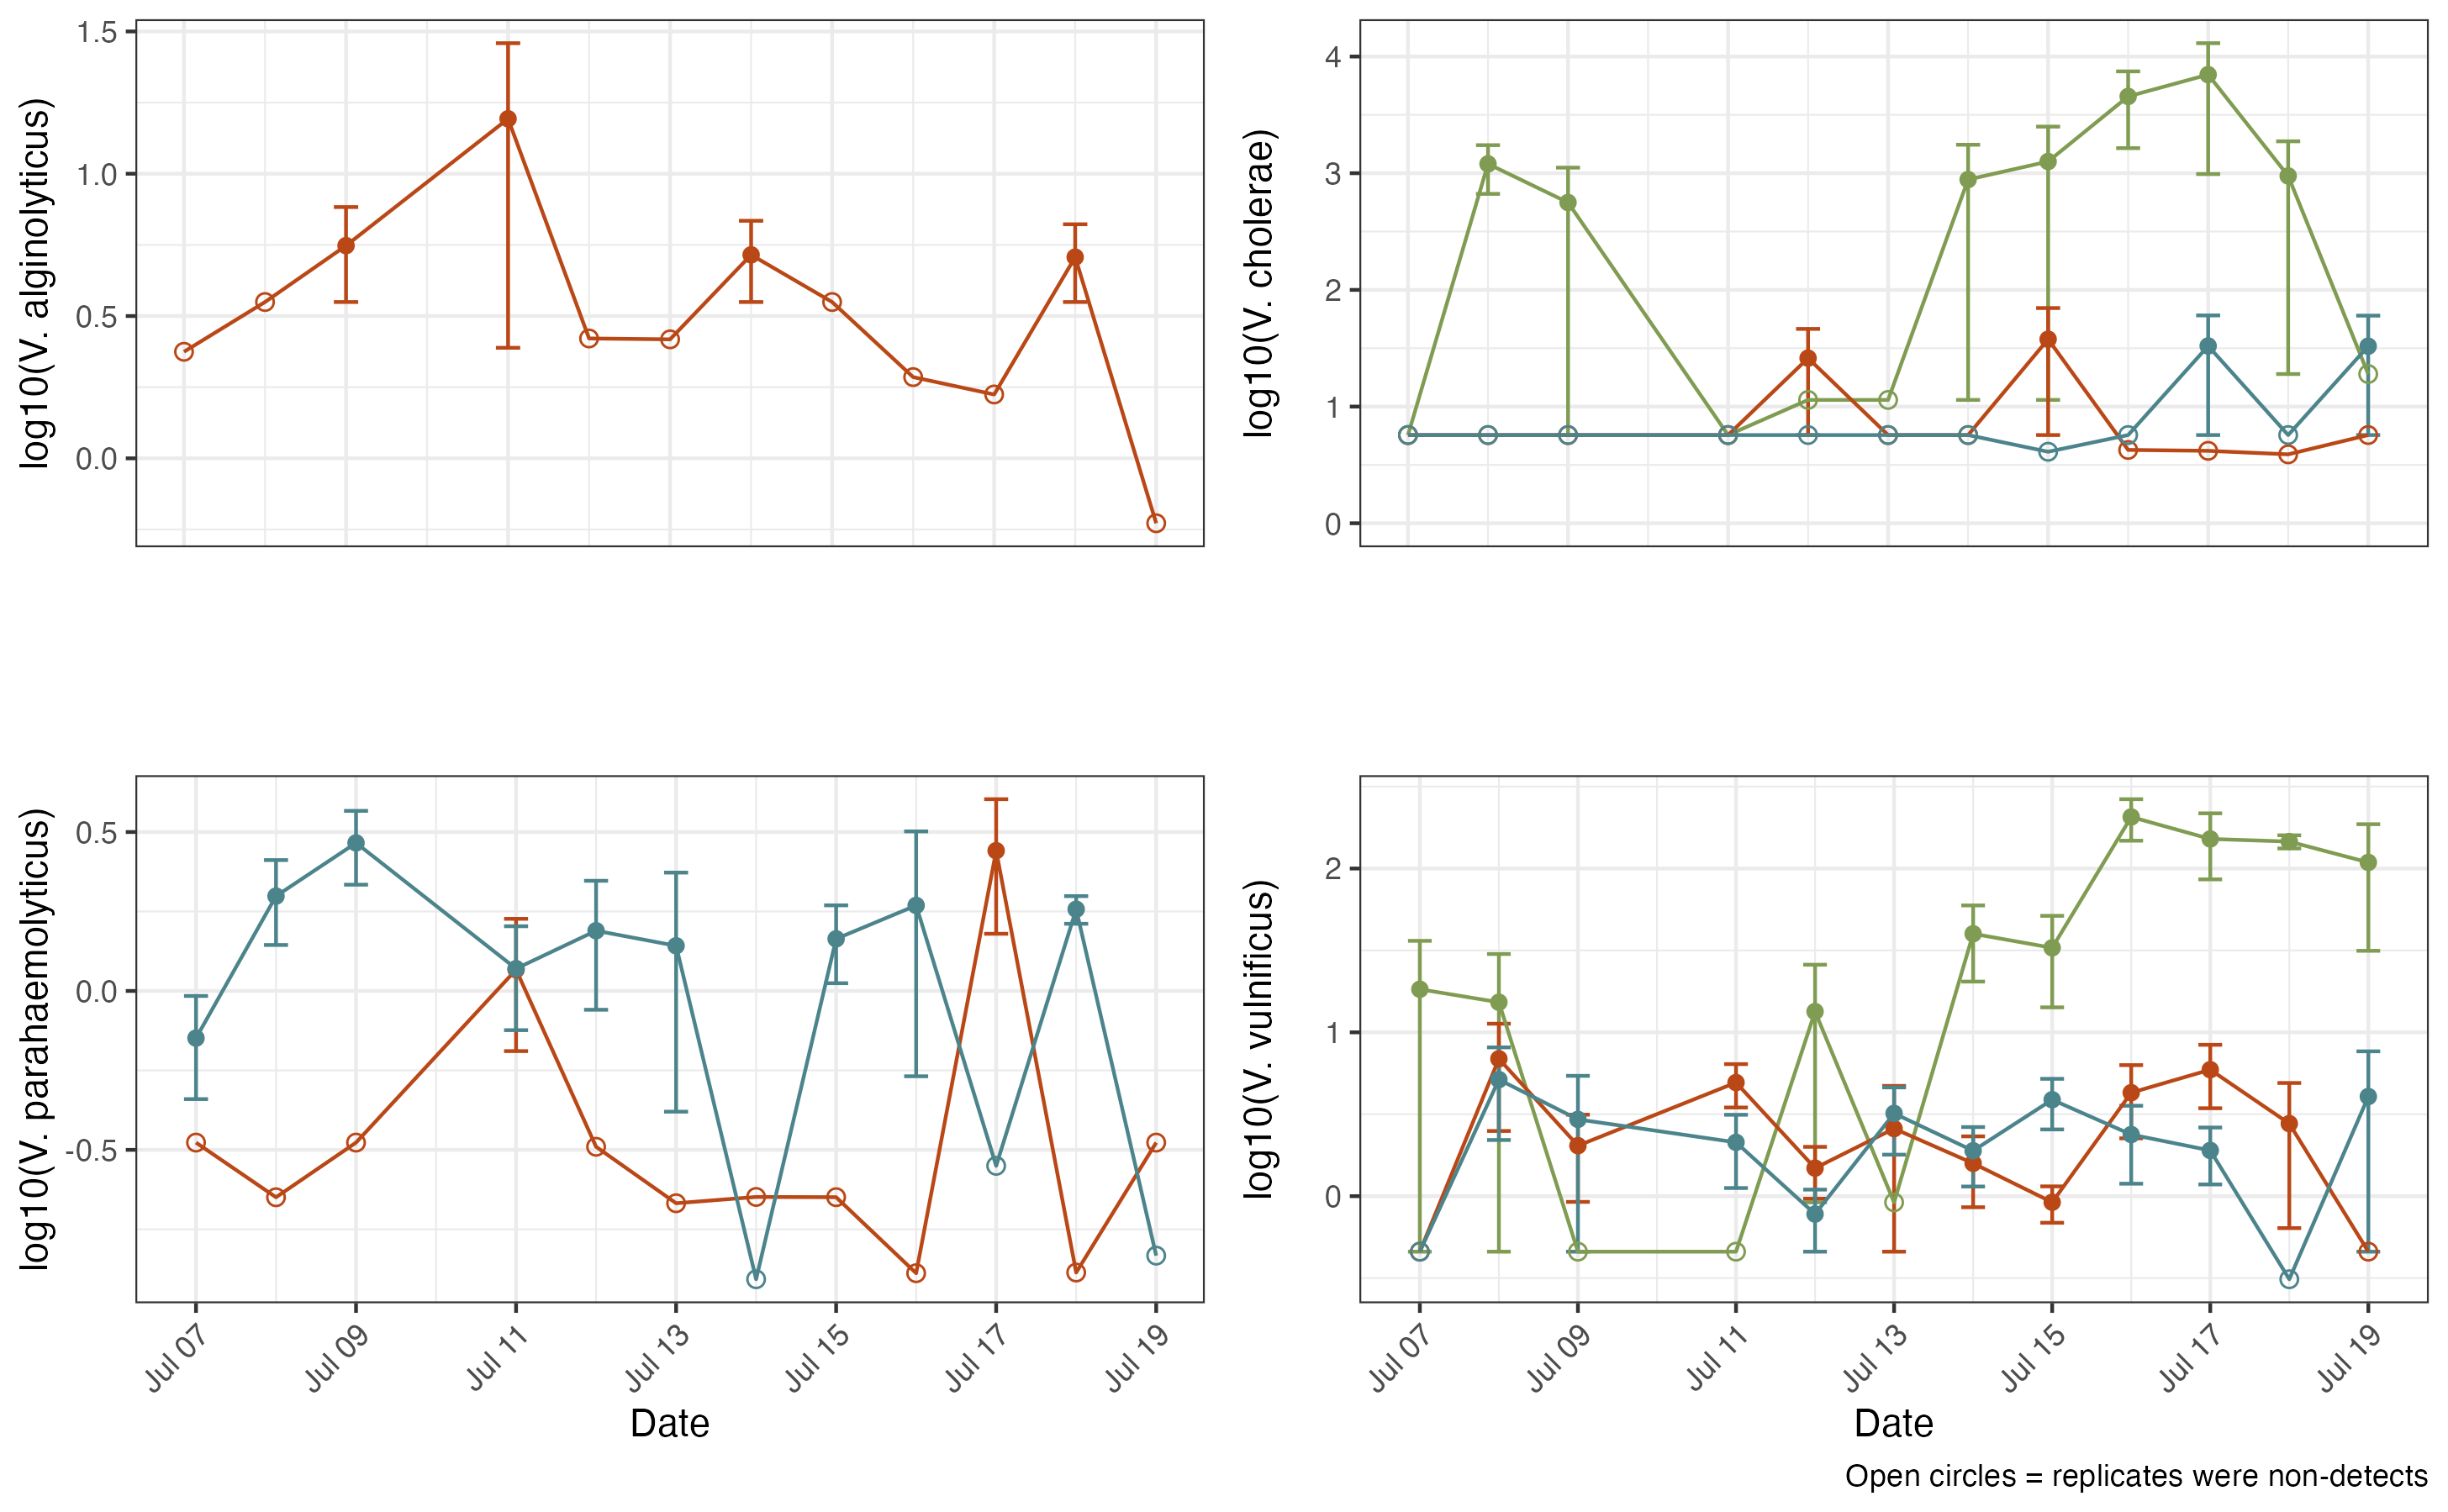 log10(V. alginolyticus)
1.5
1.0
0.5
0.0
log10(V. cholerae)
4
3
2
1
0
log10(V. parahaemolyticus)
0.5
0.0
-0.5
Jul 07
Jul 09
Jul 11
Jul 13
Jul 15
Jul 17
Jul 19
Date
log10(V. vulnificus)
2
1
0
Jul 07
Jul 09
Jul 11
Jul 13
Jul 15
Jul 17
Jul 19
Date
Open circles = replicates were non-detects